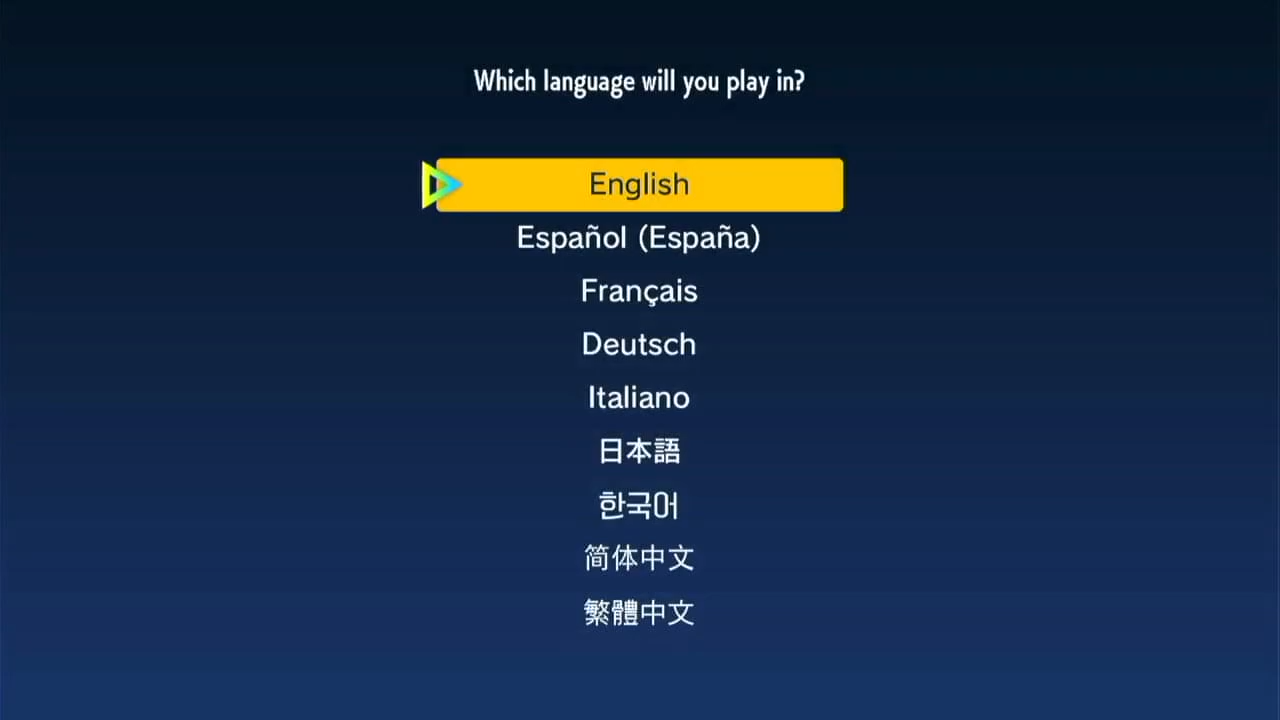 Which language will you play in?
English
Español (España)
Français
Deutsch
Italiano
日本語
한국어
简体中文
繁體中文